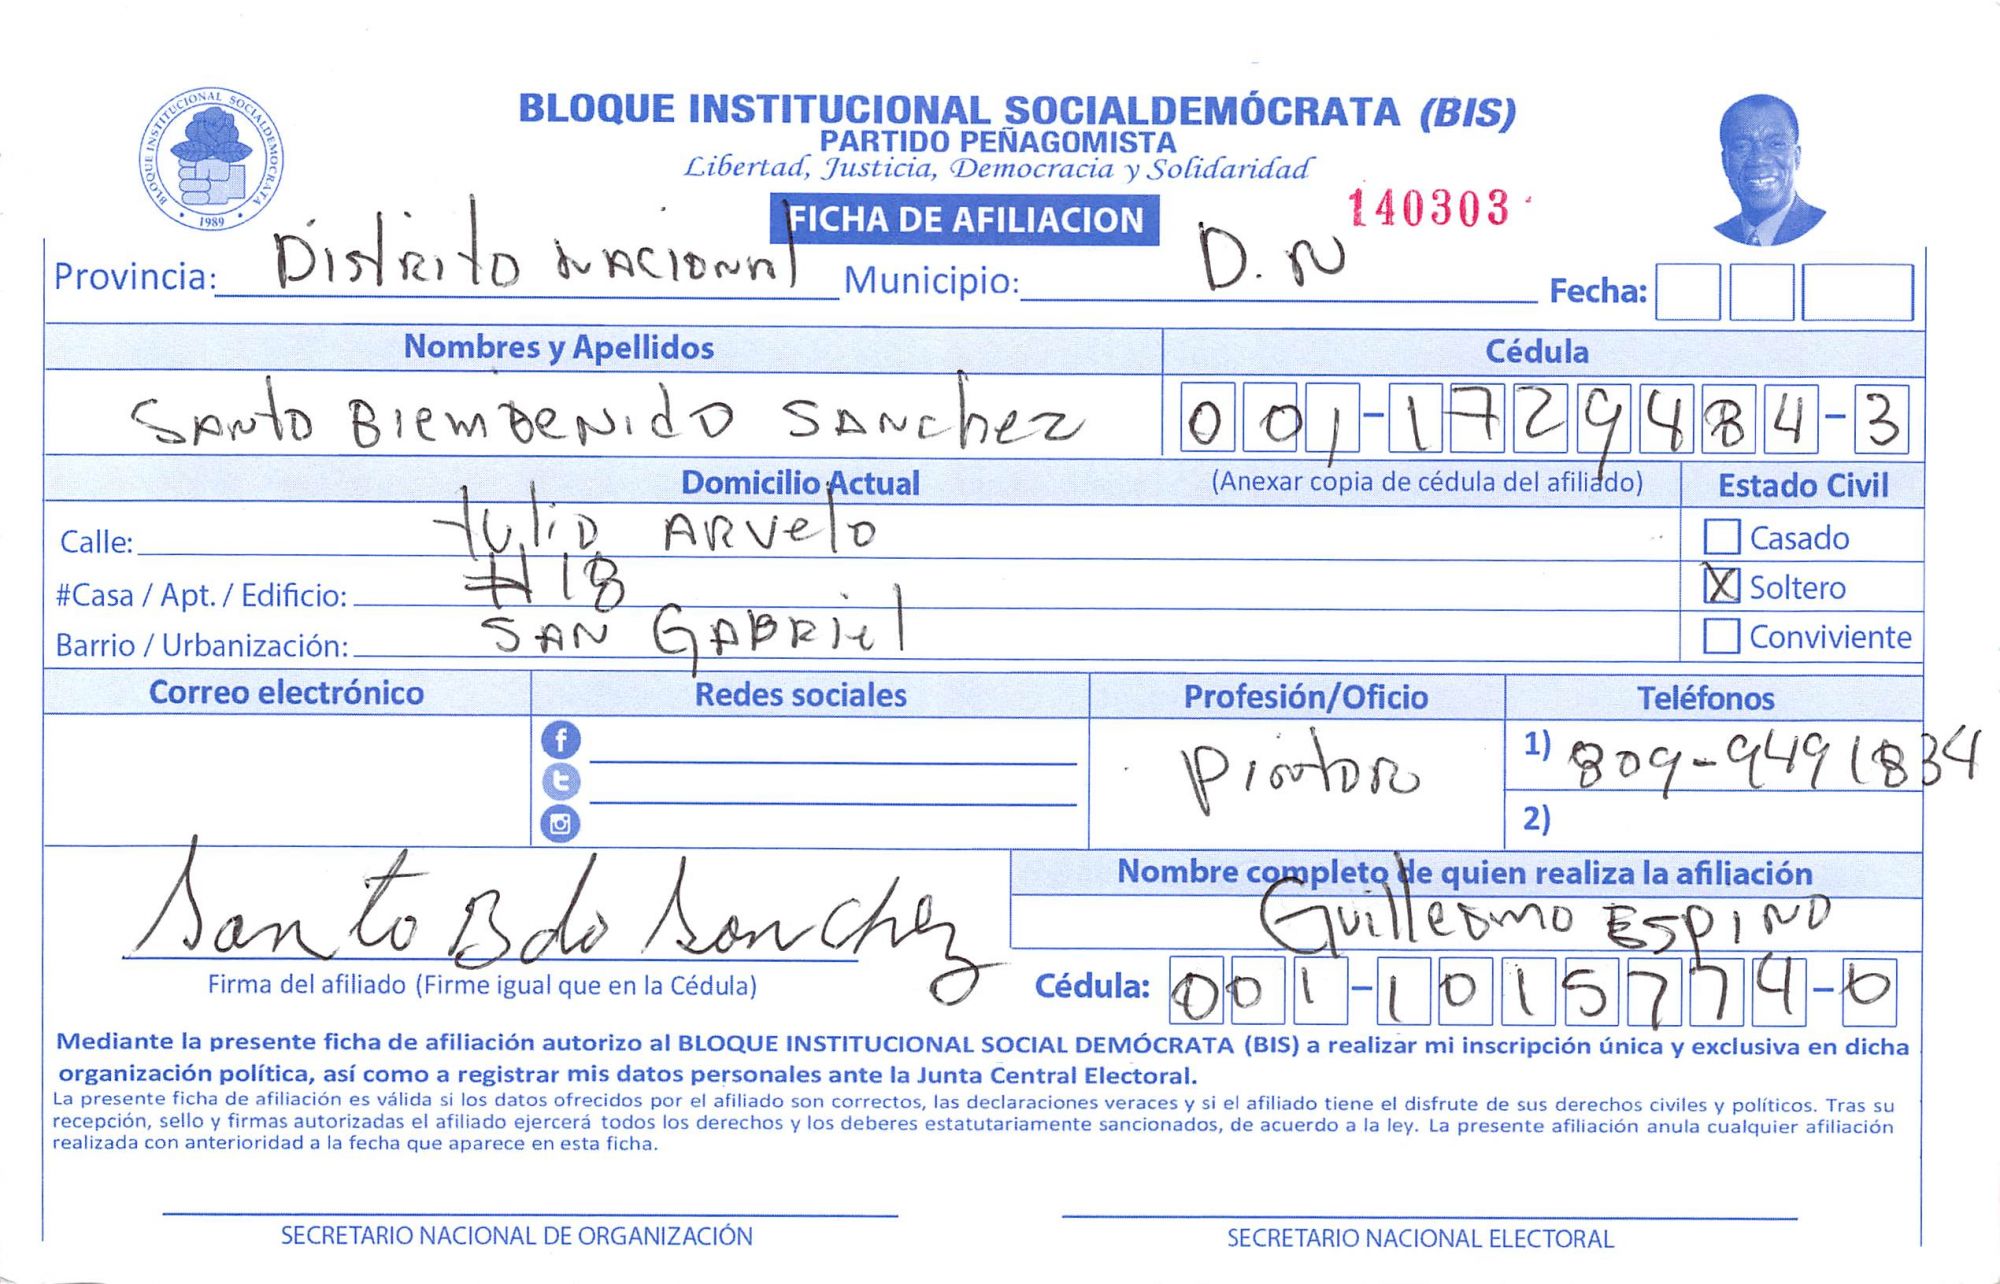 BLOQUE INSTITUCIONAL SOCIALDEMOCRATA
1989
BLOQUE INSTITUCIONAL SOCIALDEMÓCRATA (BIS)
PARTIDO PEÑAGOMISTA
Libertad, Justicia, Democracia y Solidaridad
FICHA DE AFILIACION
140303
Provincia: Distrito Nacional Municipio: D.N Fecha:
Nombres y Apellidos Cédula
Santo Biembenido Sanchez 001-1729484-3
Domicilio Actual (Anexar copia de cédula del afiliado) Estado Civil
Calle: Julio Arvelo Casado
#Casa / Apt. / Edificio: #18 X Soltero
Barrio / Urbanización: San Gabriel Conviviente
Correo electrónico Redes sociales Profesión/Oficio Teléfonos
Pintor 1) 809-9491834
2)
Nombre completo de quien realiza la afiliación
Santo Bdo Sanchez Guillermo Espino
Firma del afiliado (Firme igual que en la Cédula) Cédula: 001-1015774-0
Mediante la presente ficha de afiliación autorizo al BLOQUE INSTITUCIONAL SOCIAL DEMÓCRATA (BIS) a realizar mi inscripción única y exclusiva en dicha
organización política, así como a registrar mis datos personales ante la Junta Central Electoral.
La presente ficha de afiliación es válida si los datos ofrecidos por el afiliado son correctos, las declaraciones veraces y si el afiliado tiene el disfrute de sus derechos civiles y políticos. Tras su
recepción, sello y firmas autorizadas el afiliado ejercerá todos los derechos y los deberes estatutariamente sancionados, de acuerdo a la ley. La presente afiliación anula cualquier afiliación
realizada con anterioridad a la fecha que aparece en esta ficha.
SECRETARIO NACIONAL DE ORGANIZACIÓN SECRETARIO NACIONAL ELECTORAL